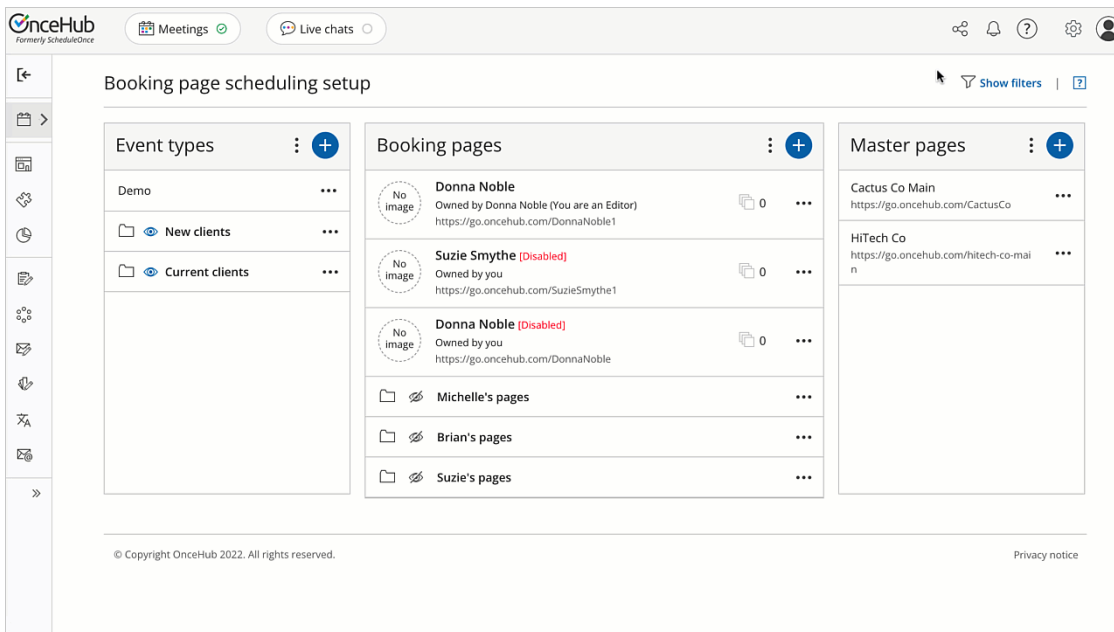 OnceHub
Formerly ScheduleOnce
Meetings
Live chats
?
Booking page scheduling setup
Show filters | ?
Event types
Demo
New clients
Current clients
Booking pages
No
image
Donna Noble
Owned by Donna Noble (You are an Editor)
https://go.oncehub.com/DonnaNoble1
0
No
image
Suzie Smythe [Disabled]
Owned by you
https://go.oncehub.com/SuzieSmythe1
0
No
image
Donna Noble [Disabled]
Owned by you
https://go.oncehub.com/DonnaNoble
0
Michelle's pages
Brian's pages
Suzie's pages
Master pages
Cactus Co Main
https://go.oncehub.com/CactusCo
HiTech Co
https://go.oncehub.com/hitech-co-mai
n
© Copyright OnceHub 2022. All rights reserved.
Privacy notice